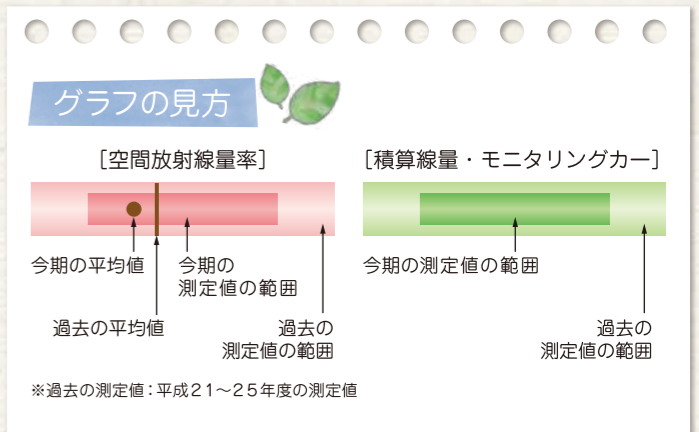 グラフの見方
［空間放射線量率］
今期の平均値
今期の
測定値の範囲
過去の平均値
過去の
測定値の範囲
［積算線量・モニタリングカー］
今期の測定値の範囲
過去の
測定値の範囲
※過去の測定値：平成２１～２５年度の測定値